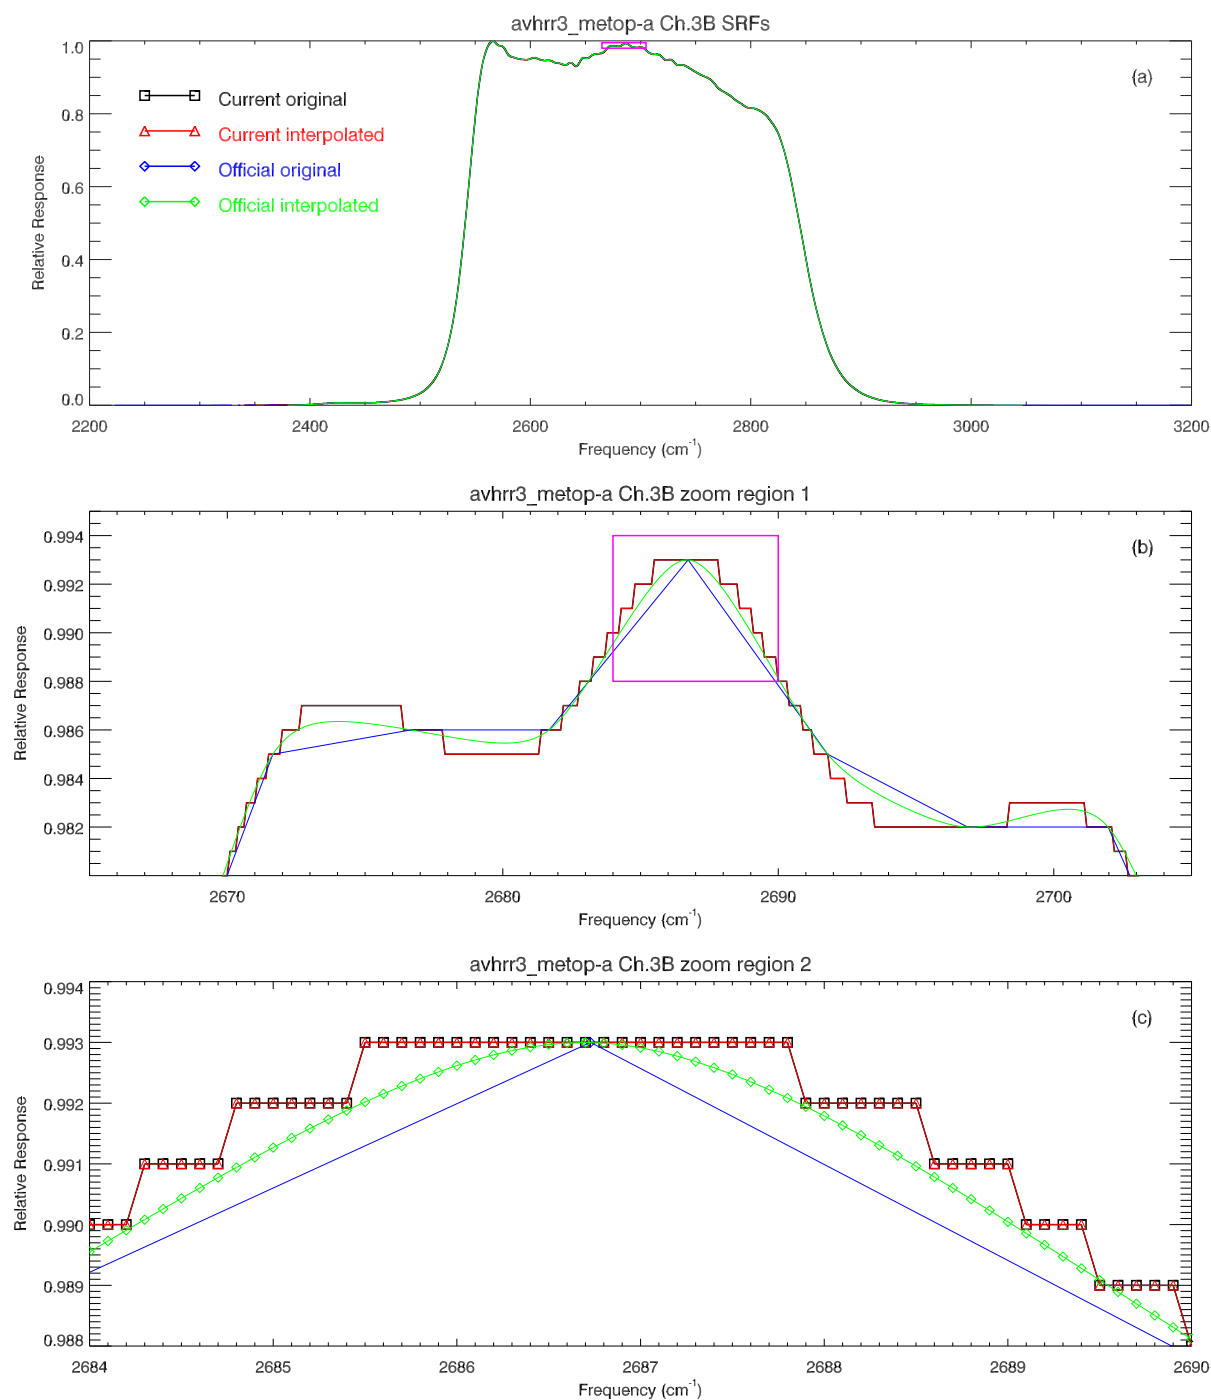 avhrr3_metop-a Ch.3B SRFs
1.0
0.8
0.6
0.4
0.2
0.0
Relative Response
(a)
Current original
Current interpolated
Official original
Official interpolated
2200 2400 2600 2800 3000 3200
Frequency (cm-1)
avhrr3_metop-a Ch.3B zoom region 1
0.994
0.992
0.990
0.988
0.986
0.984
0.982
Relative Response
(b)
2670 2680 2690 2700
Frequency (cm-1)
avhrr3_metop-a Ch.3B zoom region 2
0.994
0.993
0.992
0.991
0.990
0.989
0.988
Relative Response
(c)
2684 2685 2686 2687 2688 2689 2690
Frequency (cm-1)